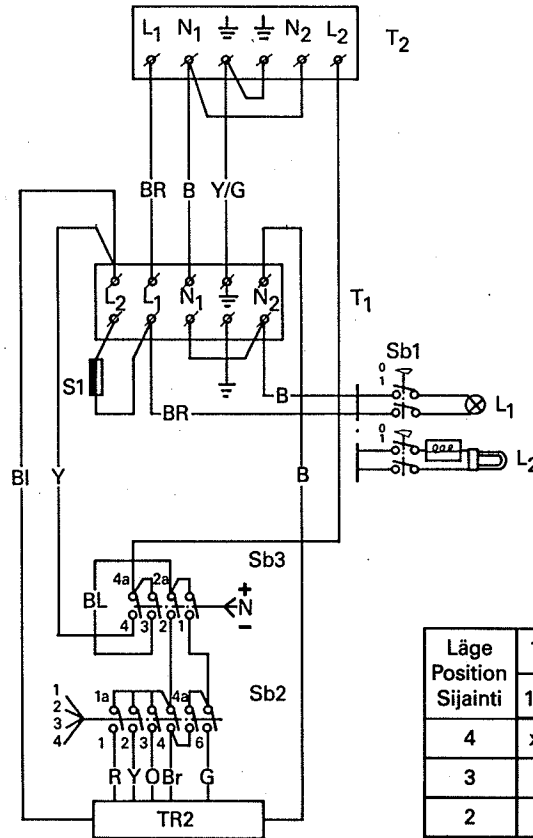 L1 N1 N2 L2 T2
BR B Y/G
L2 L1 N1 N2 T1
S1
Sb1
0
1
B
L1
BR
0
1
L2
Bl Y B
Sb3
4a 2a
BL
+
N
-
4 3 2 1
Sb2
1a 4a
1
2
3
4
1 2 3 4 6
R Y O Br G
TR2
Läge
Position
Sijainti
1
1
4 x
3
2